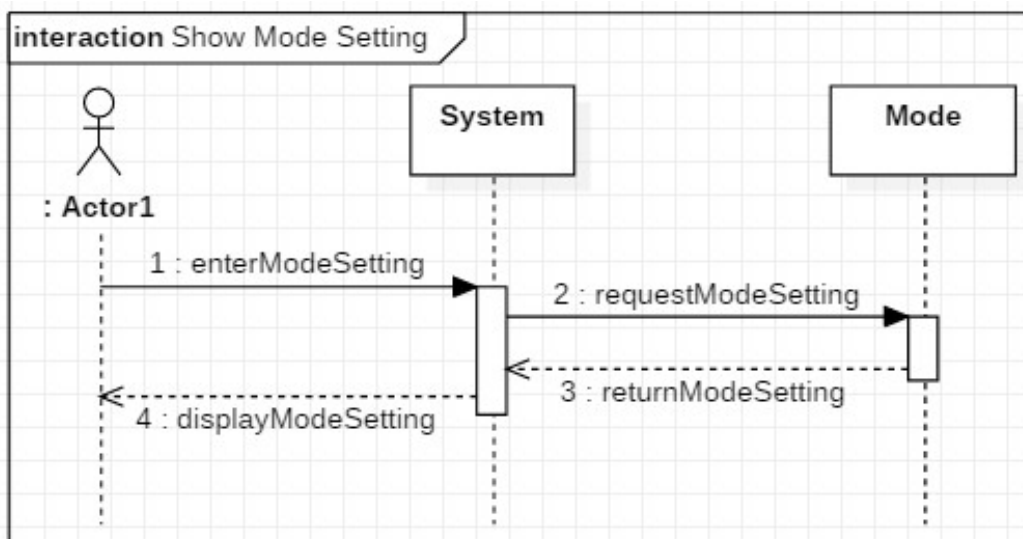 interaction Show Mode Setting
System
Mode
: Actor1
1 : enterModeSetting
2 : requestModeSetting
3 : returnModeSetting
4 : displayModeSetting